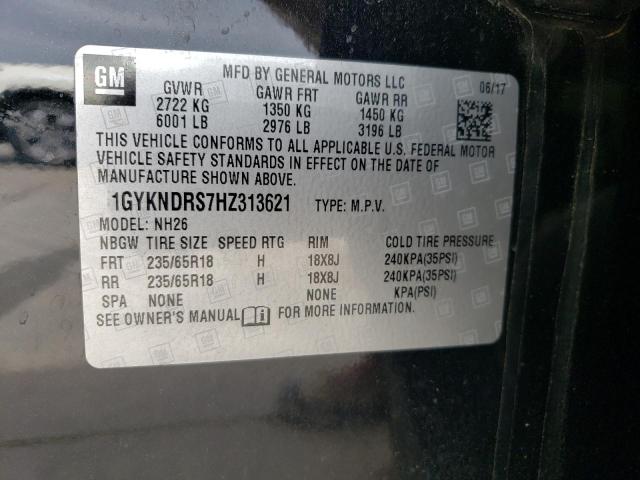 GM
MFD BY GENERAL MOTORS LLC
GVWR GAWR FRT GAWR RR 06/17
2722 KG 1350 KG 1450 KG
6001 LB 2976 LB 3196 LB
THIS VEHICLE CONFORMS TO ALL APPLICABLE U.S. FEDERAL MOTOR
VEHICLE SAFETY STANDARDS IN EFFECT ON THE DATE OF
MANUFACTURE SHOWN ABOVE.
1GYKNDRS7HZ313621 TYPE: M.P.V.
MODEL: NH26
NBGW TIRE SIZE SPEED RTG RIM COLD TIRE PRESSURE
FRT 235/65R18 H 18X8J 240KPA(35PSI)
RR 235/65R18 H 18X8J 240KPA(35PSI)
SPA NONE NONE KPA(PSI)
SEE OWNER'S MANUAL FOR MORE INFORMATION.